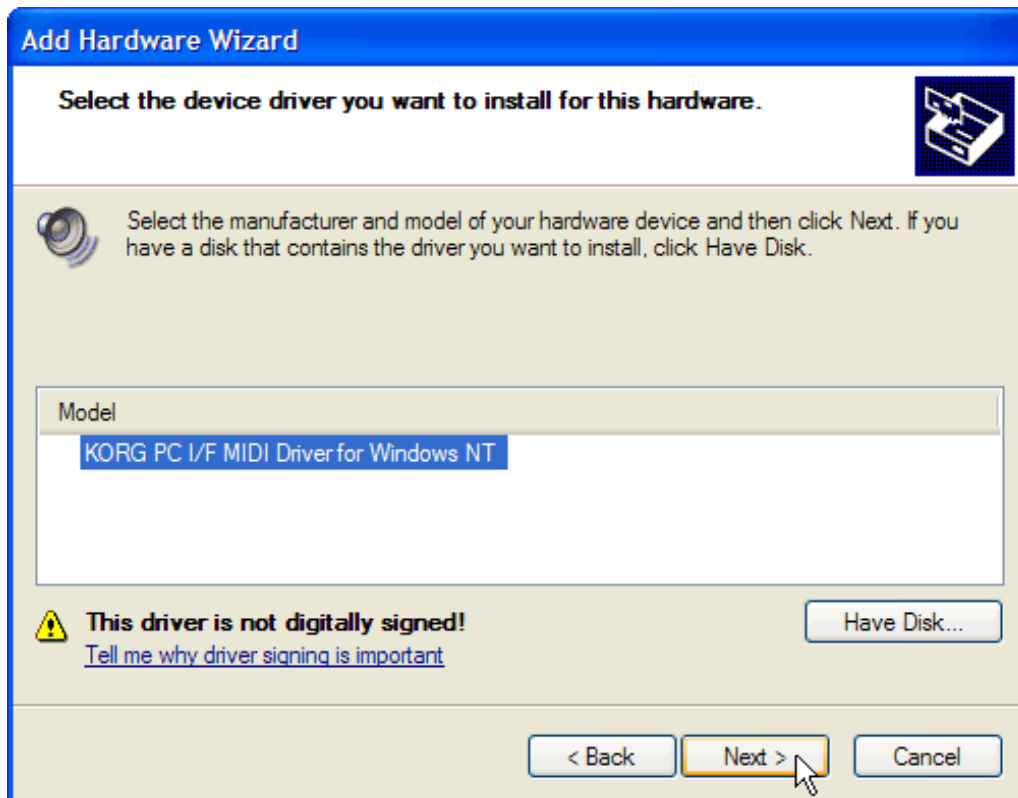 Add Hardware Wizard
Select the device driver you want to install for this hardware.
Select the manufacturer and model of your hardware device and then click Next. If you
have a disk that contains the driver you want to install, click Have Disk.
Model
KORG PC I/F MIDI Driver for Windows NT
This driver is not digitally signed!
Have Disk...
Tell me why driver signing is important
< Back
Next >
Cancel